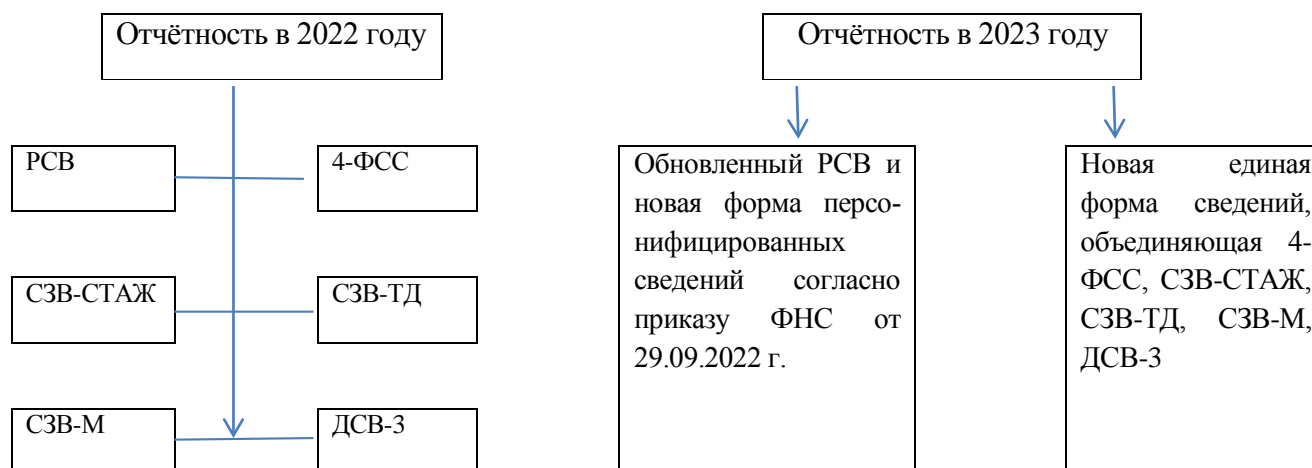 Отчётность в 2022 году
РСВ
4-ФСС
СЗВ-СТАЖ
СЗВ-ТД
СЗВ-М
ДСВ-3
Отчётность в 2023 году
Обновленный РСВ и
новая форма персо-
нифицированных
сведений согласно
приказу ФНС от
29.09.2022 г.
Новая единая
форма сведений,
объединяющая 4-
ФСС, СЗВ-СТАЖ,
СЗВ-ТД, СЗВ-М,
ДСВ-3